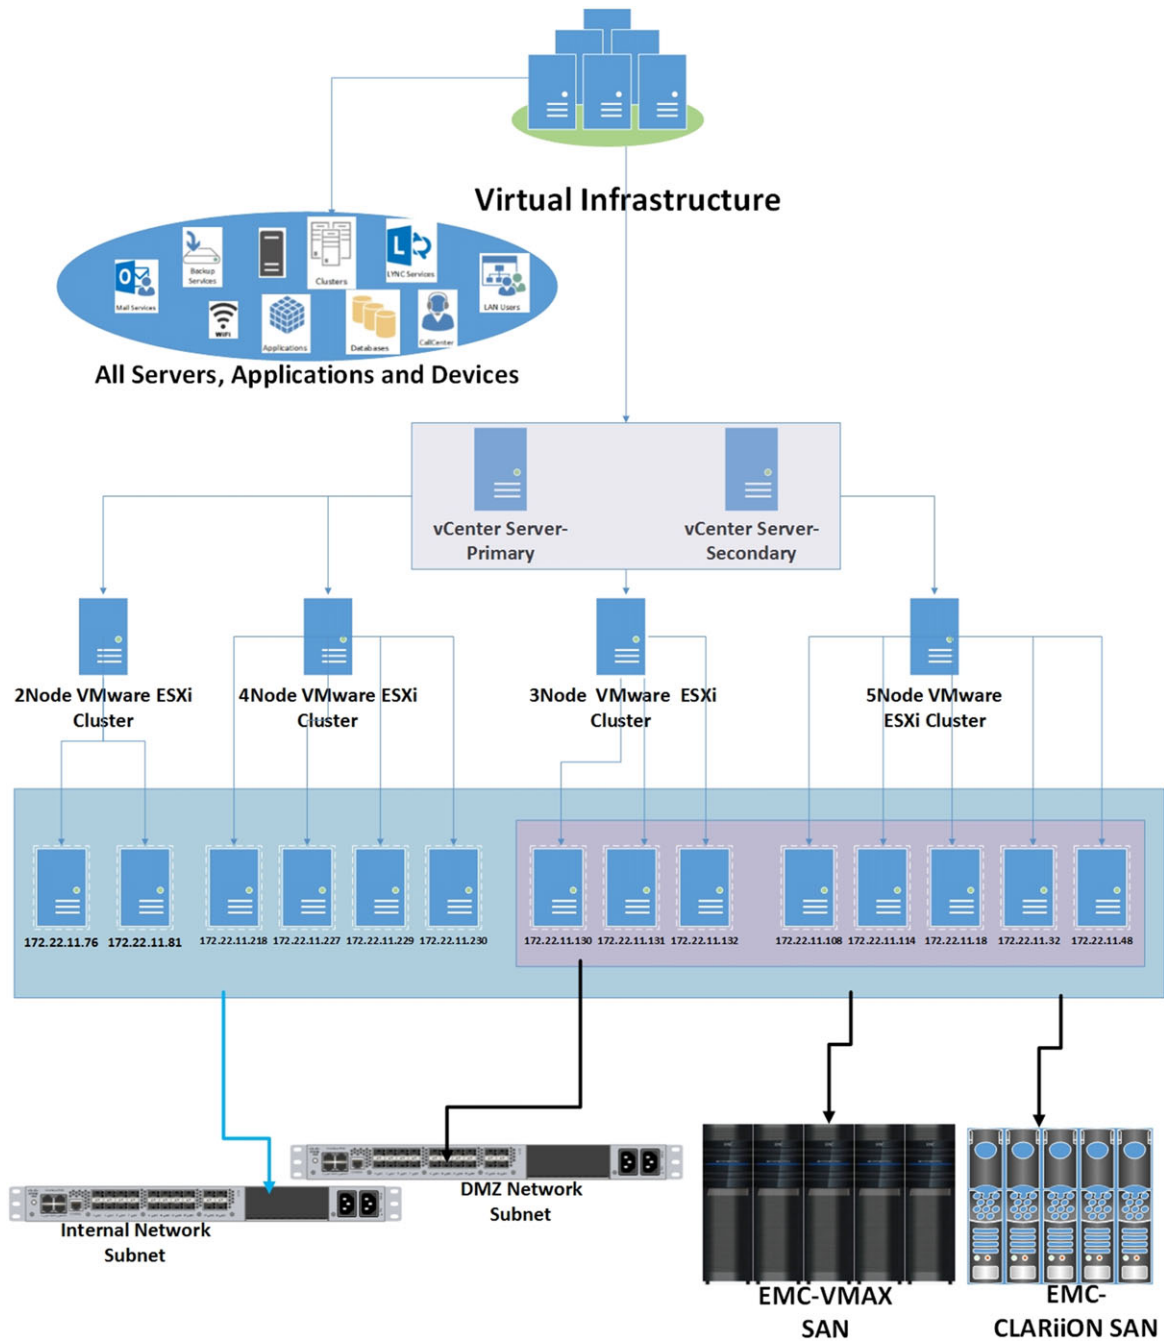 Virtual Infrastructure
Backup
Services
Clusters
L
LYNC Services
O
Mail Services
LAN Users
WiFi
Applications
Databases
CallCenter
All Servers, Applications and Devices
vCenter Server-
Primary
vCenter Server-
Secondary
2Node VMware ESXi
Cluster
4Node VMware ESXi
Cluster
3Node VMware ESXi
Cluster
5Node VMware
ESXi Cluster
172.22.11.76
172.22.11.81
172.22.11.218
172.22.11.227
172.22.11.229
172.22.11.230
172.22.11.130
172.22.11.131
172.22.11.132
172.22.11.108
172.22.11.114
172.22.11.18
172.22.11.32
172.22.11.48
DMZ Network
Subnet
Internal Network
Subnet
EMC-VMAX
SAN
EMC-
CLARiiON SAN